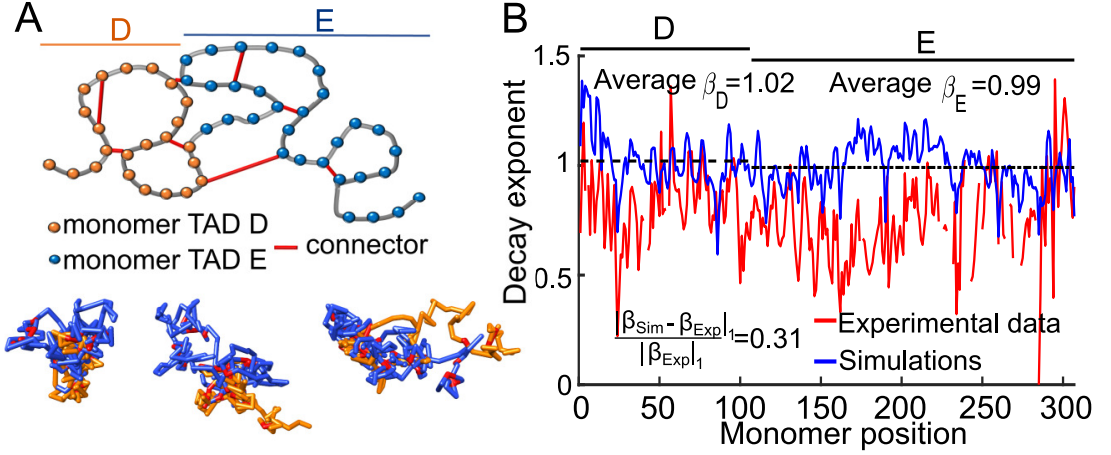 A
D
E
monomer TAD D
monomer TAD E
connector
B
D
E
Average β_D=1.02
Average β_E=0.99
1.5
1
0.5
0
Decay exponent
|β_Sim - β_Exp|_1
|β_Exp|_1
=0.31
Experimental data
Simulations
0 50 100 150 200 250 300
Monomer position